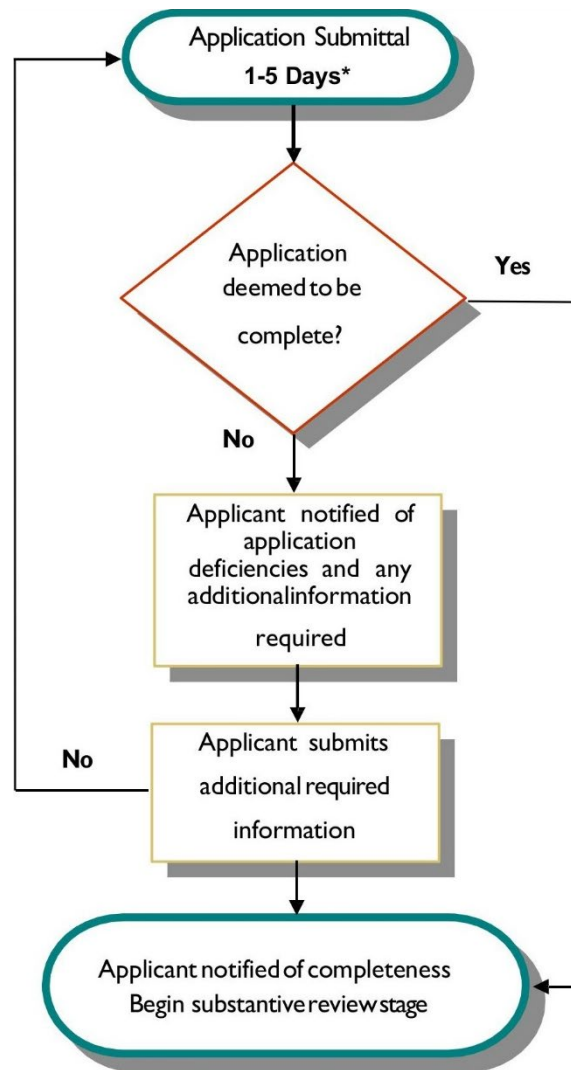 Application Submittal
1-5 Days*
Application
deemed to be
complete?
Yes
No
Applicant notified of
application
deficiencies and any
additionalinformation
required
No
Applicant submits
additional required
information
Applicant notified of completeness
Begin substantive review stage